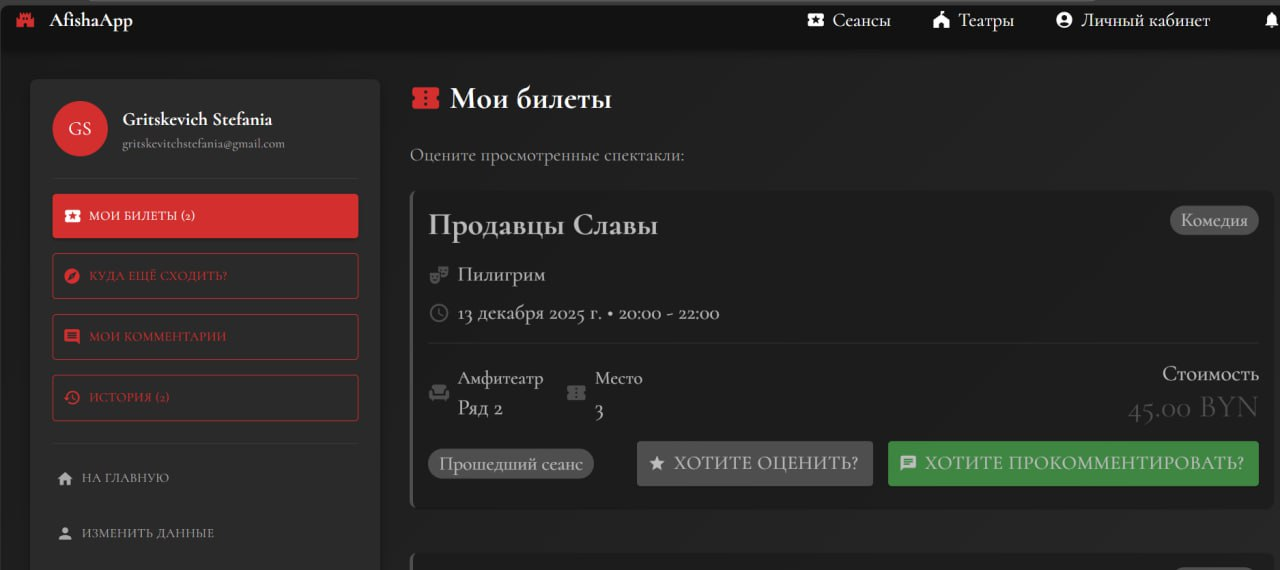 AfishaApp
Сеансы
Театры
Личный кабинет
GS
Gritskevich Stefania
gritskevitchstefania@gmail.com
МОИ БИЛЕТЫ (2)
КУДА ЕЩЁ СХОДИТЬ?
МОИ КОММЕНТАРИИ
ИСТОРИЯ (2)
НА ГЛАВНУЮ
ИЗМЕНИТЬ ДАННЫЕ
Мои билеты
Оцените просмотренные спектакли:
Продавцы Славы
Комедия
Пилигрим
13 декабря 2025 г. • 20:00 - 22:00
Амфитеатр
Ряд 2
Место
3
Стоимость
45.00 BYN
Прошедший сеанс
ХОТИТЕ ОЦЕНИТЬ?
ХОТИТЕ ПРОКОММЕНТИРОВАТЬ?